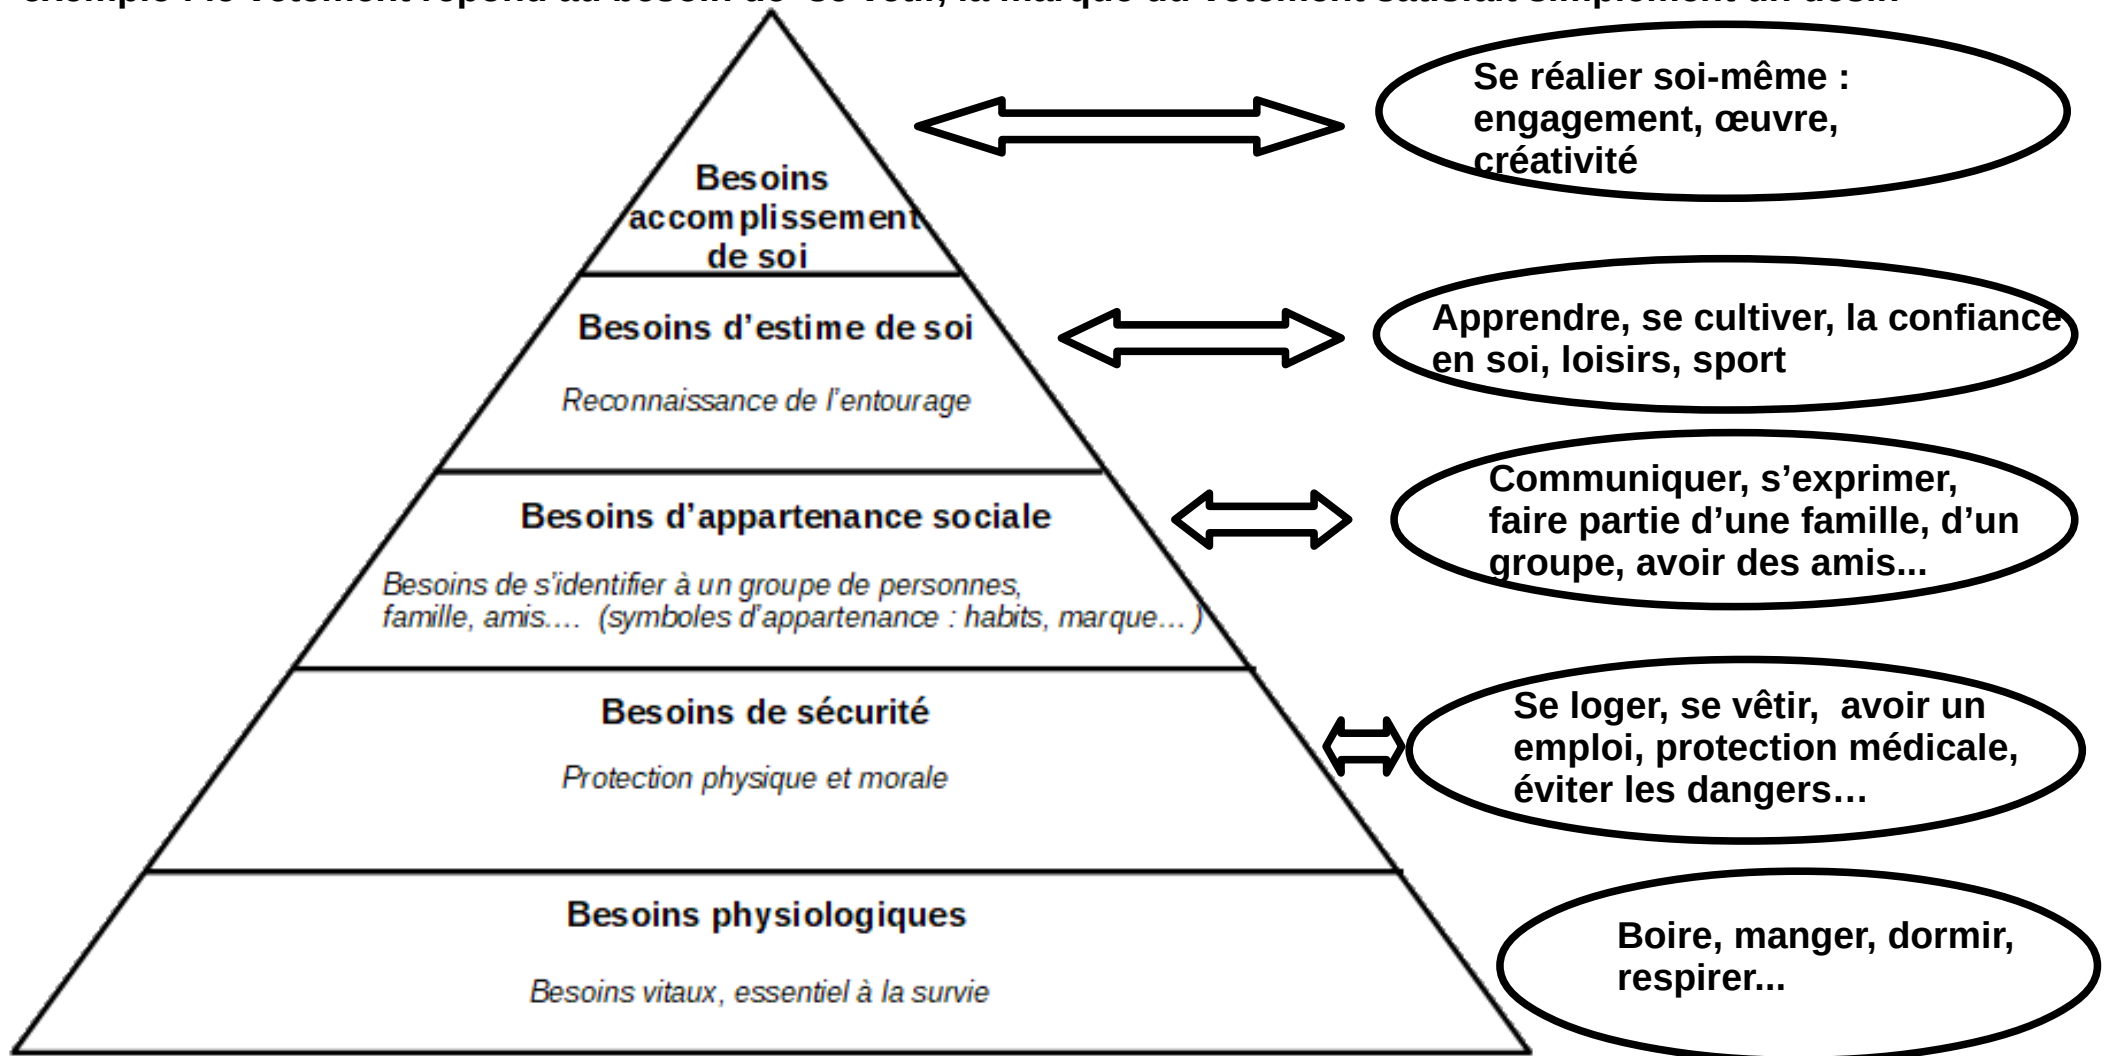 Se réalier soi-même :
engagement, œuvre,
créativité
Besoins
accomplissement
de soi
Apprendre, se cultiver, la confiance
en soi, loisirs, sport
Besoins d’estime de soi
Reconnaissance de l’entourage
Communiquer, s’exprimer,
faire partie d’une famille, d’un
groupe, avoir des amis...
Besoins d’appartenance sociale
Besoins de s’identifier à un groupe de personnes,
famille, amis.… (symboles d’appartenance : habits, marque… )
Se loger, se vêtir, avoir un
emploi, protection médicale,
éviter les dangers…
Besoins de sécurité
Protection physique et morale
Besoins physiologiques
Besoins vitaux, essentiel à la survie
Boire, manger, dormir,
respirer...